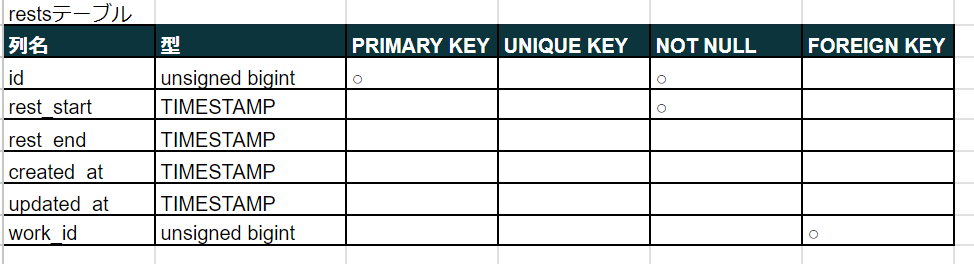 restsテーブル
列名 型 PRIMARY KEY UNIQUE KEY NOT NULL FOREIGN KEY
id unsigned bigint ○ ○
rest_start TIMESTAMP ○
rest_end TIMESTAMP
created_at TIMESTAMP
updated_at TIMESTAMP
work_id unsigned bigint ○